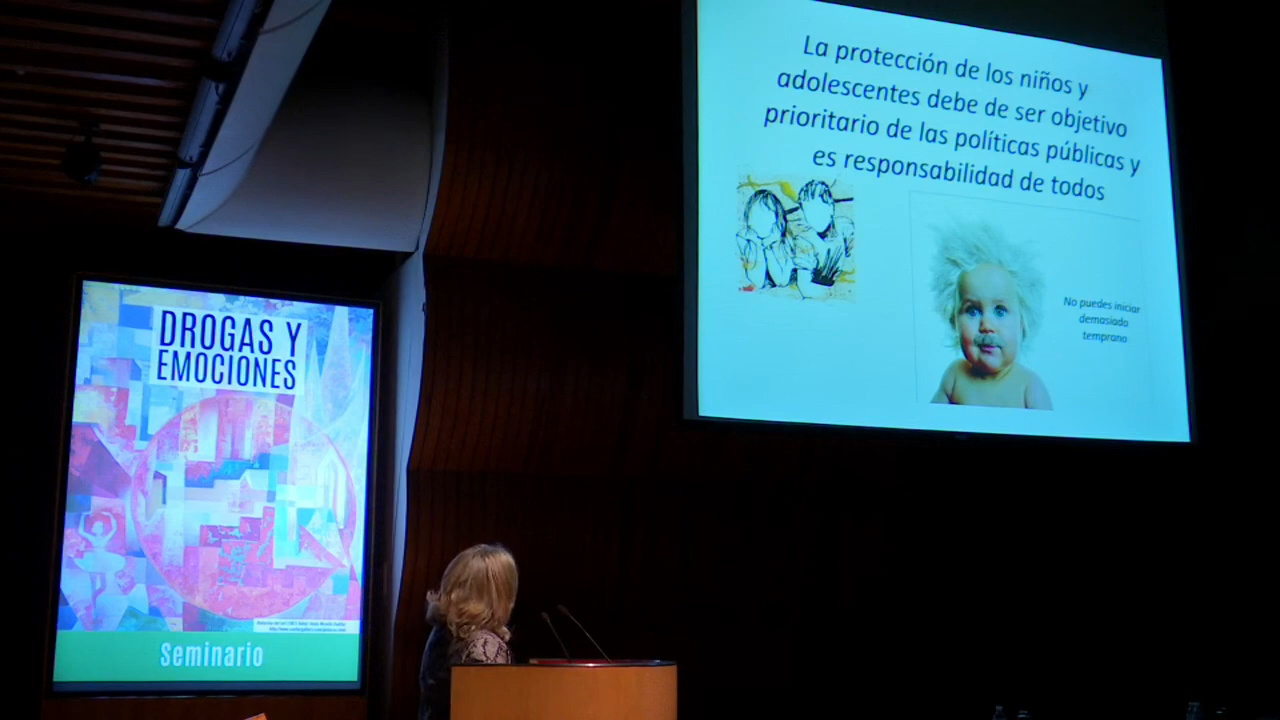 La protección de los niños y
adolescentes debe de ser objetivo
prioritario de las políticas públicas y
es responsabilidad de todos
No puedes iniciar
demasiado
temprano
DROGAS Y
EMOCIONES
Seminario